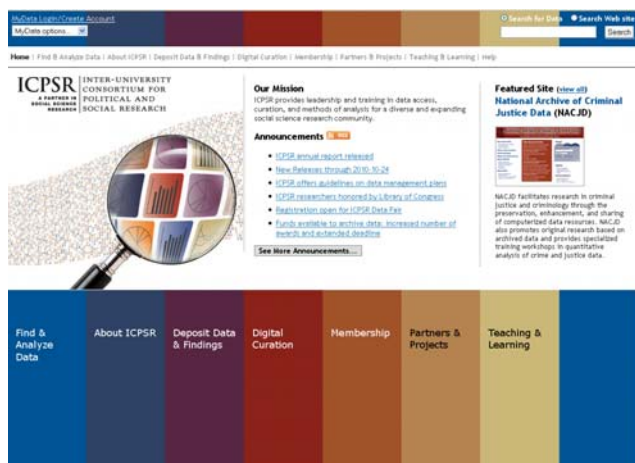 MyData Login/Create Account
Search for Data Search Web site
MyData options...
Search
Home | Find & Analyze Data | About ICPSR | Deposit Data & Findings | Digital Curation | Membership | Partners & Projects | Teaching & Learning | Help
ICPSR
A PARTNER IN
SOCIAL SCIENCE
RESEARCH
INTER-UNIVERSITY
CONSORTIUM FOR
POLITICAL AND
SOCIAL RESEARCH
Our Mission
ICPSR provides leadership and training in data access,
curation, and methods of analysis for a diverse and expanding
social science research community.
Announcements
ICPSR annual report released
New Releases through 2010-10-24
ICPSR offers guidelines on data management plans
ICPSR researchers honored by Library of Congress
Registration open for ICPSR Data Fair
Funds available to archive data: increased number of
awards and extended deadline
See More Announcements...
Featured Site (view all)
National Archive of Criminal
Justice Data (NACJD)
NACJD facilitates research in criminal
justice and criminology through the
preservation, enhancement, and sharing
of computerized data resources. NACJD
also promotes original research based on
archived data and provides specialized
training workshops in quantitative
analysis of crime and justice data.
Find &
Analyze
Data
About ICPSR
Deposit Data
& Findings
Digital
Curation
Membership
Partners &
Projects
Teaching &
Learning